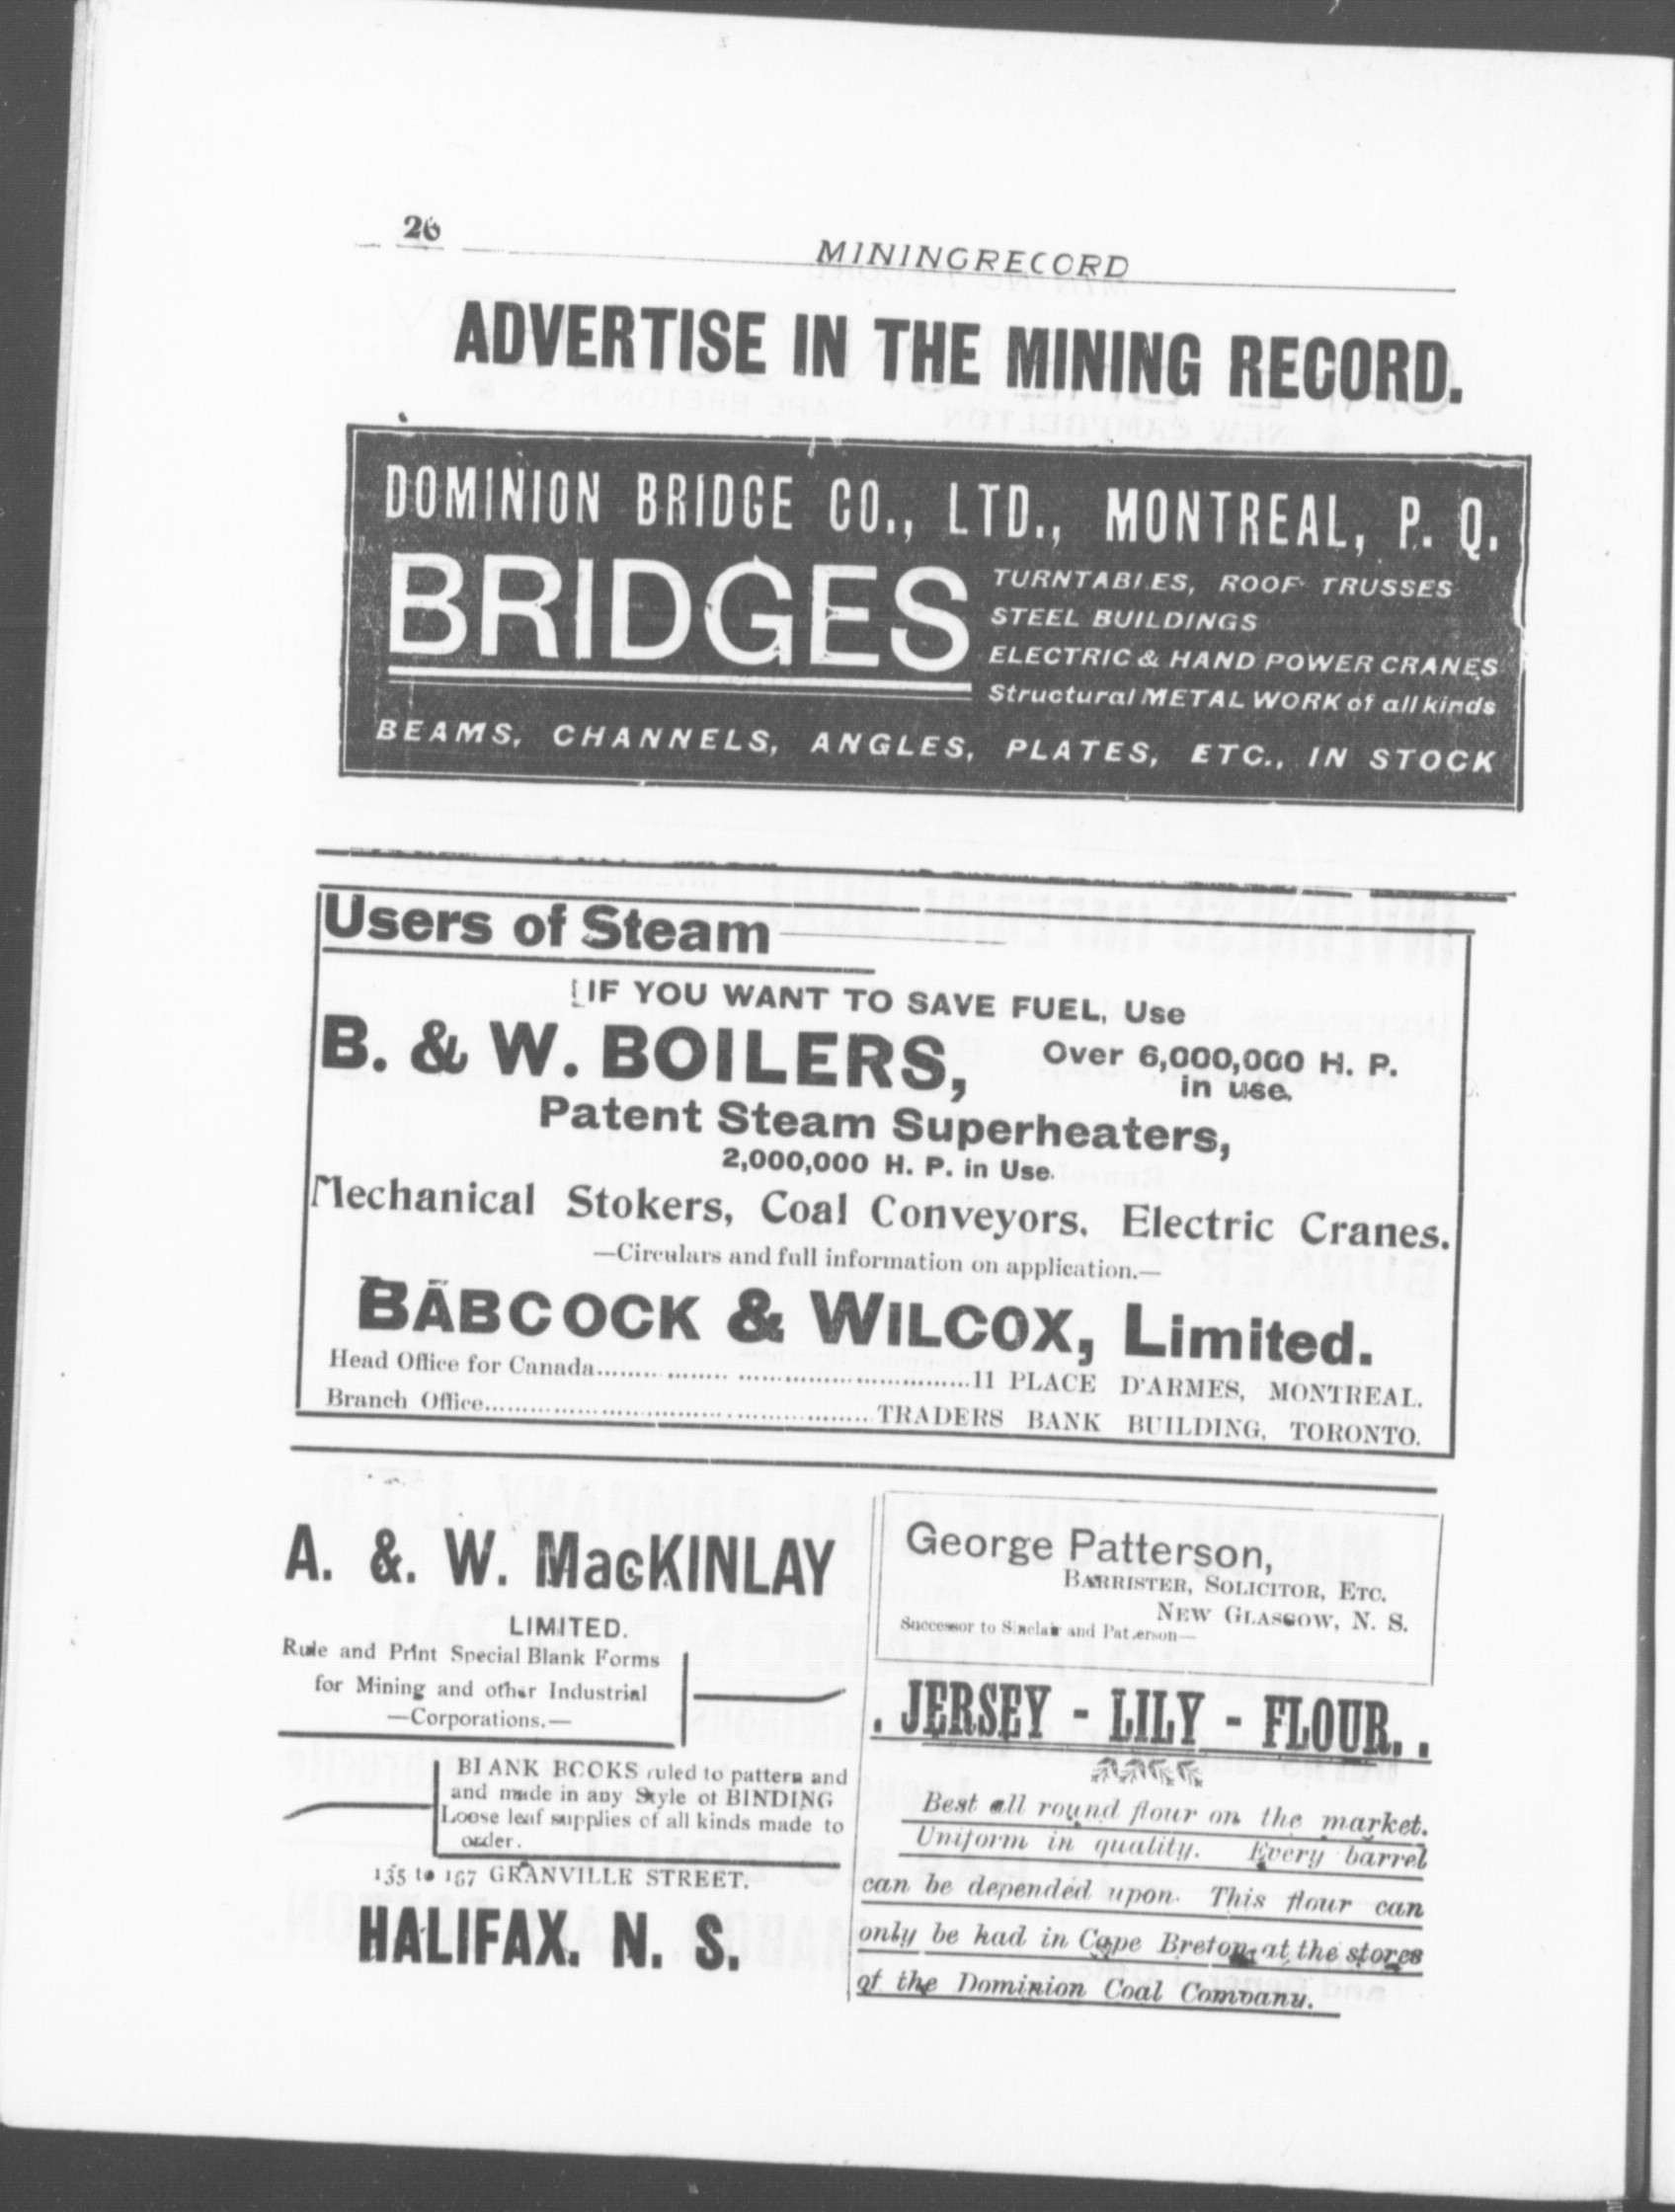 26
MININGRECORD
ADVERTISE IN THE MINING RECORD.
DOMINION BRIDGE CO., LTD., MONTREAL, P. Q.
BRIDGES
TURNTABLES, ROOF TRUSSES
STEEL BUILDINGS
ELECTRIC & HAND POWER CRANES
Structural METAL WORK of all kinds
BEAMS, CHANNELS, ANGLES, PLATES, ETC., IN STOCK
Users of Steam
IF YOU WANT TO SAVE FUEL, Use
B. & W. BOILERS,
Over 6,000,000 H. P.
in use.
Patent Steam Superheaters,
2,000,000 H. P. in Use.
Mechanical Stokers, Coal Conveyors. Electric Cranes.
—Circulars and full information on application.—
BABCOCK & WILCOX, Limited.
Head Office for Canada.......................................11 PLACE D'ARMES, MONTREAL.
Branch Office.......................................TRADERS BANK BUILDING, TORONTO.
A. &. W. MacKINLAY
LIMITED.
Rule and Print Special Blank Forms
for Mining and other Industrial
—Corporations.—
BLANK BOOKS ruled to pattern and
and made in any Style of BINDING
Loose leaf supplies of all kinds made to
order.
135 to 167 GRANVILLE STREET.
HALIFAX. N. S.
George Patterson,
BARRISTER, SOLICITOR, ETC.
NEW GLASGOW, N. S.
Successor to Sinclair and Patterson—
. JERSEY - LILY - FLOUR. .
Best all round flour on the market.
Uniform in quality. Every barrel
can be depended upon. This flour can
only be had in Cape Breton at the stores
of the Dominion Coal Company.